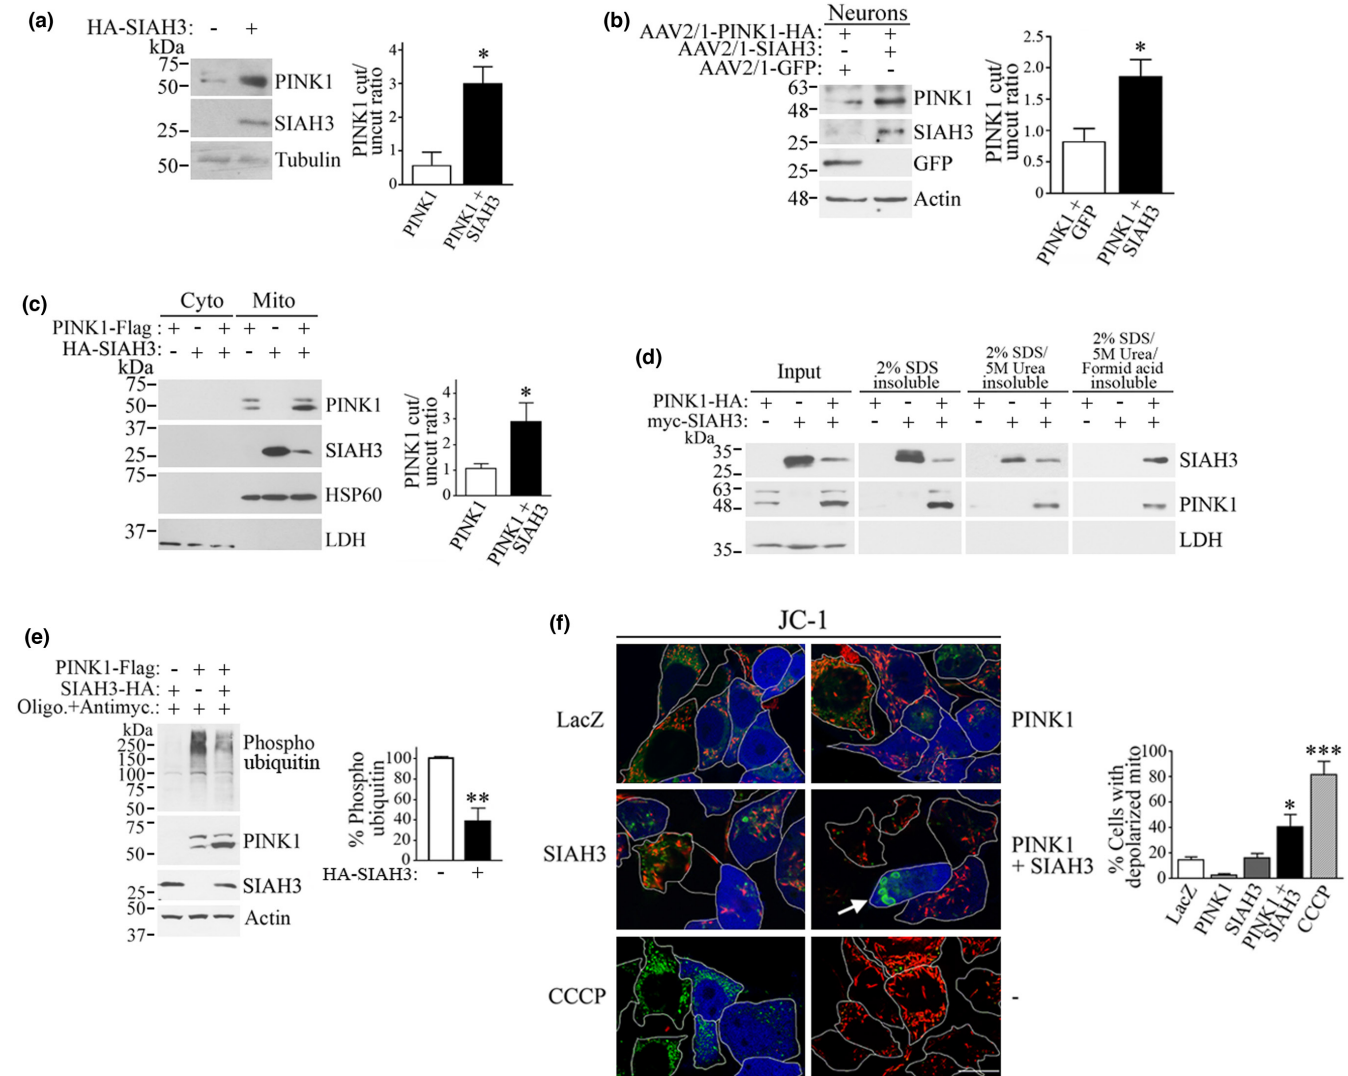 (a)
HA-SIAH3: - +
kDa
75
50
PINK1
25
SIAH3
50
Tubulin
PINK1 cut/
uncut ratio
4
3
2
1
0
*
PINK1
PINK1 +
SIAH3
(b)
Neurons
AAV2/1-PINK1-HA: + +
AAV2/1-SIAH3: - +
AAV2/1-GFP: + -
63
48
PINK1
25
SIAH3
25
GFP
48
Actin
PINK1 cut/
uncut ratio
2.5
2.0
1.5
1.0
0.5
0
*
PINK1 +
GFP
PINK1 +
SIAH3
(c)
Cyto Mito
PINK1-Flag : + - + + - +
HA-SIAH3: - + + - + +
kDa
75
50
37
PINK1
25
SIAH3
75
HSP60
37
LDH
PINK1 cut/
uncut ratio
4
3
2
1
0
*
PINK1
PINK1 +
SIAH3
(d)
Input
2% SDS
insoluble
2% SDS/
5M Urea
insoluble
2% SDS/
5M Urea/
Formid acid
insoluble
PINK1-HA: + - + + - + + - + + - +
myc-SIAH3: - + + - + + - + + - + +
kDa
35
25
SIAH3
63
48
PINK1
35
LDH
(e)
PINK1-Flag: - + +
SIAH3-HA: + - +
Oligo.+Antimyc.: + + +
kDa
250
150
100
75
50
Phospho
ubiquitin
75
50
PINK1
25
SIAH3
50
37
Actin
% Phospho
ubiquitin
100
80
60
40
20
0
**
HA-SIAH3: - +
(f)
JC-1
LacZ
PINK1
SIAH3
PINK1
+ SIAH3
CCCP
-
% Cells with
depolarized mito
100
80
60
40
20
0
*
***
LacZ
PINK1
SIAH3
PINK1 +
SIAH3
CCCP